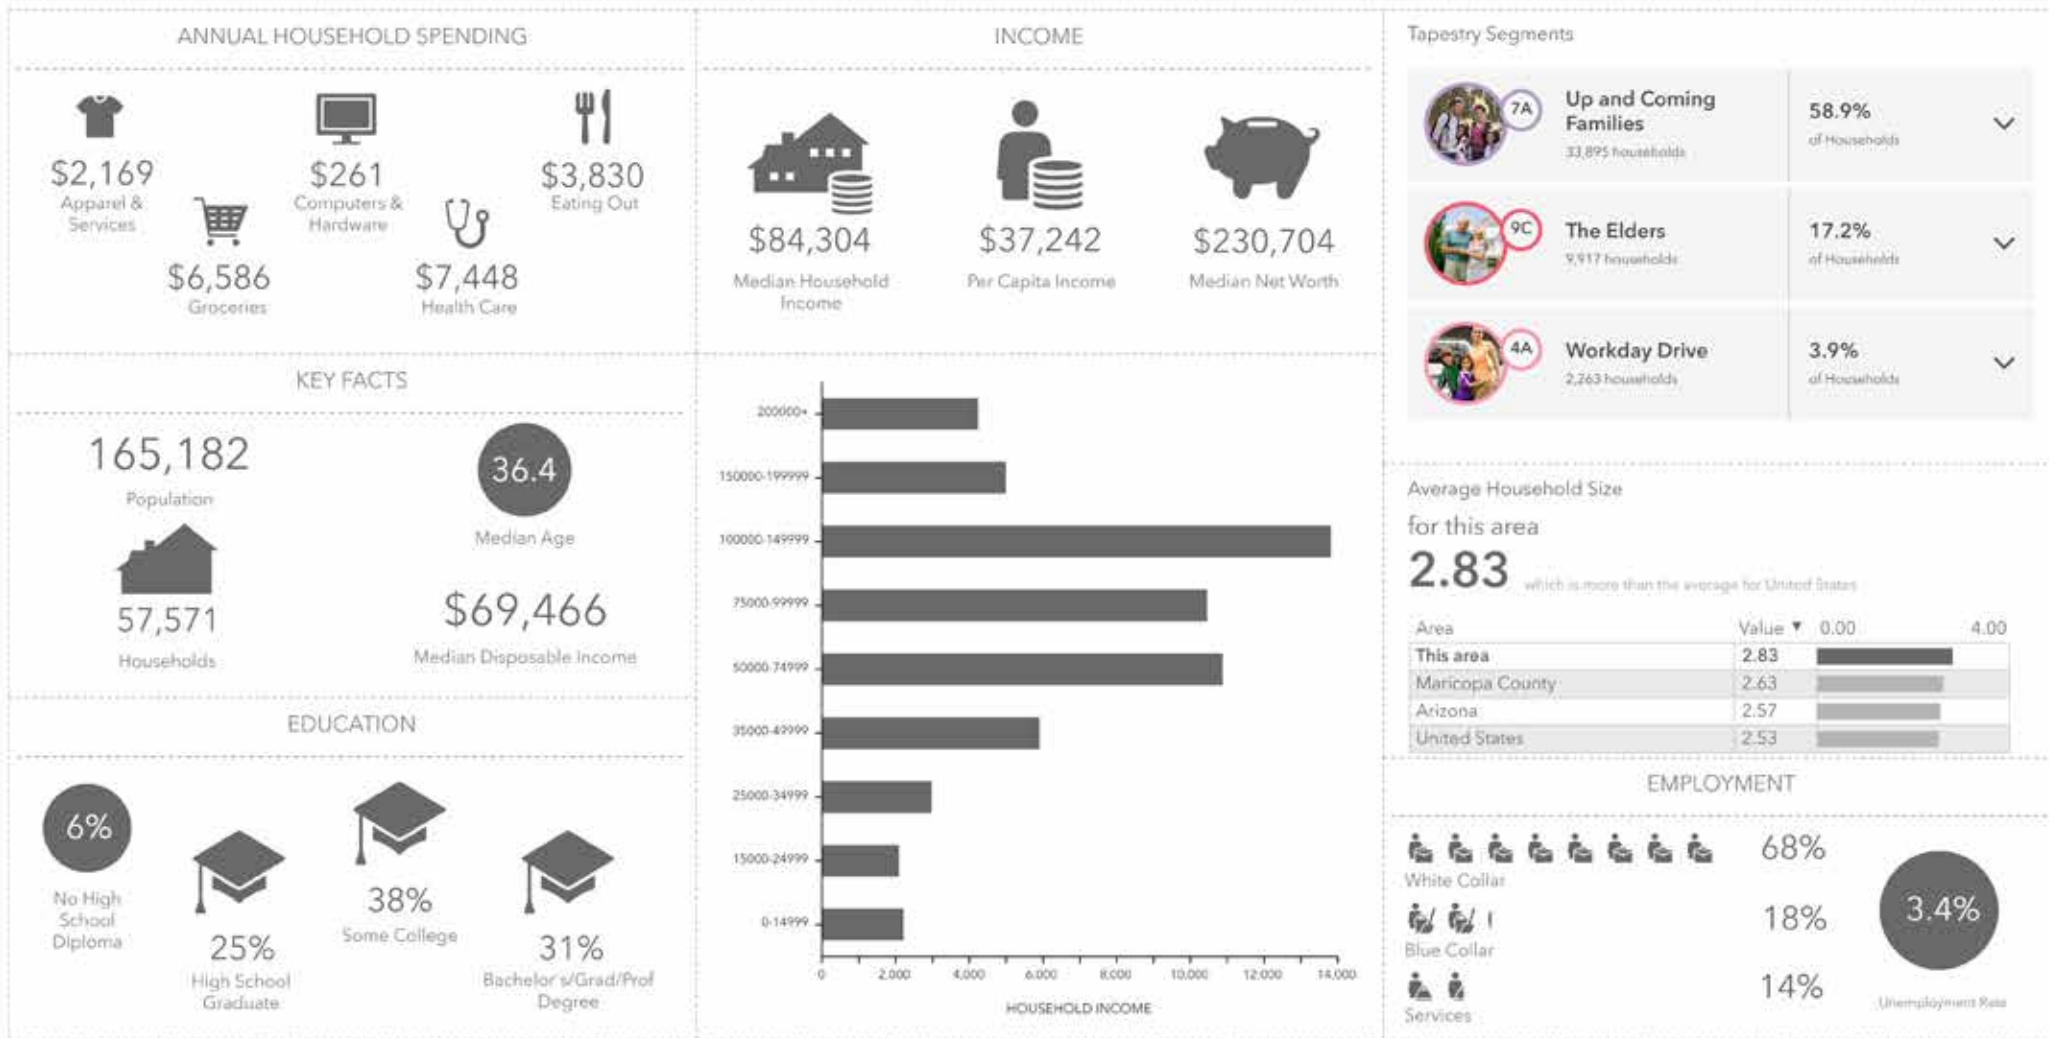 ANNUAL HOUSEHOLD SPENDING
$2,169
Apparel &
Services
$6,586
Groceries
$261
Computers &
Hardware
$7,448
Health Care
$3,830
Eating Out
KEY FACTS
165,182
Population
36.4
Median Age
57,571
Households
$69,466
Median Disposable Income
EDUCATION
6%
No High
School
Diploma
25%
High School
Graduate
38%
Some College
31%
Bachelor s/Grad/Prof
Degree
INCOME
$84,304
Median Household
Income
$37,242
Per Capita Income
$230,704
Median Net Worth
200000+
150000-199999
100000-149999
75000-99999
50000-74999
35000-49999
25000-34999
15000-24999
0-14999
0 2,000 4,000 6,000 8,000 10,000 12,000 14,000
HOUSEHOLD INCOME
Tapestry Segments
7A
Up and Coming
Families
33,895 households
58.9%
of Households
9C
The Elders
9,917 households
17.2%
of Households
4A
Workday Drive
2,263 households
3.9%
of Households
Average Household Size
for this area
2.83 which is more than the average for United States
Area Value ▼ 0.00 4.00
This area 2.83
Maricopa County 2.63
Arizona 2.57
United States 2.53
EMPLOYMENT
68%
White Collar
18%
Blue Collar
14%
Services
3.4%
Unemployment Rate